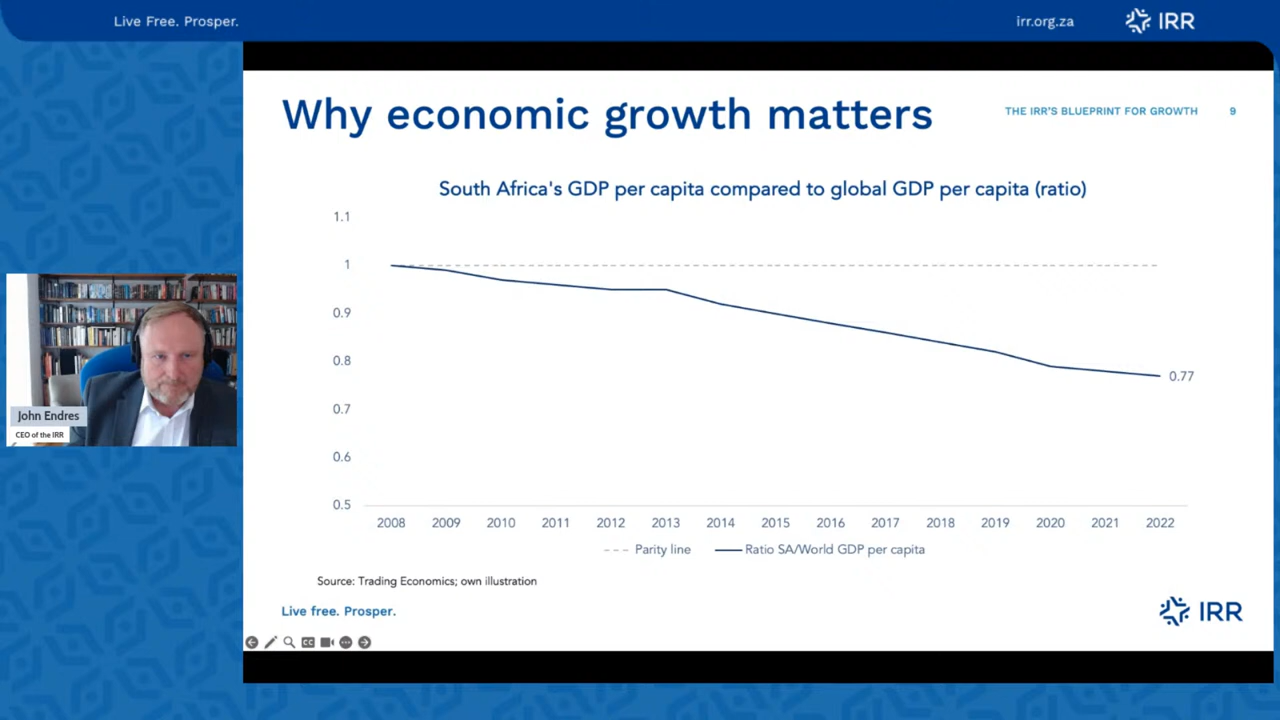 Live Free. Prosper.
irr.org.za
IRR
Why economic growth matters
THE IRR'S BLUEPRINT FOR GROWTH
9
South Africa's GDP per capita compared to global GDP per capita (ratio)
1.1
1
0.9
0.8
0.7
0.6
0.5
0.77
2008 2009 2010 2011 2012 2013 2014 2015 2016 2017 2018 2019 2020 2021 2022
Parity line
Ratio SA/World GDP per capita
Source: Trading Economics; own illustration
Live free. Prosper.
IRR
CC
John Endres
CEO of the IRR